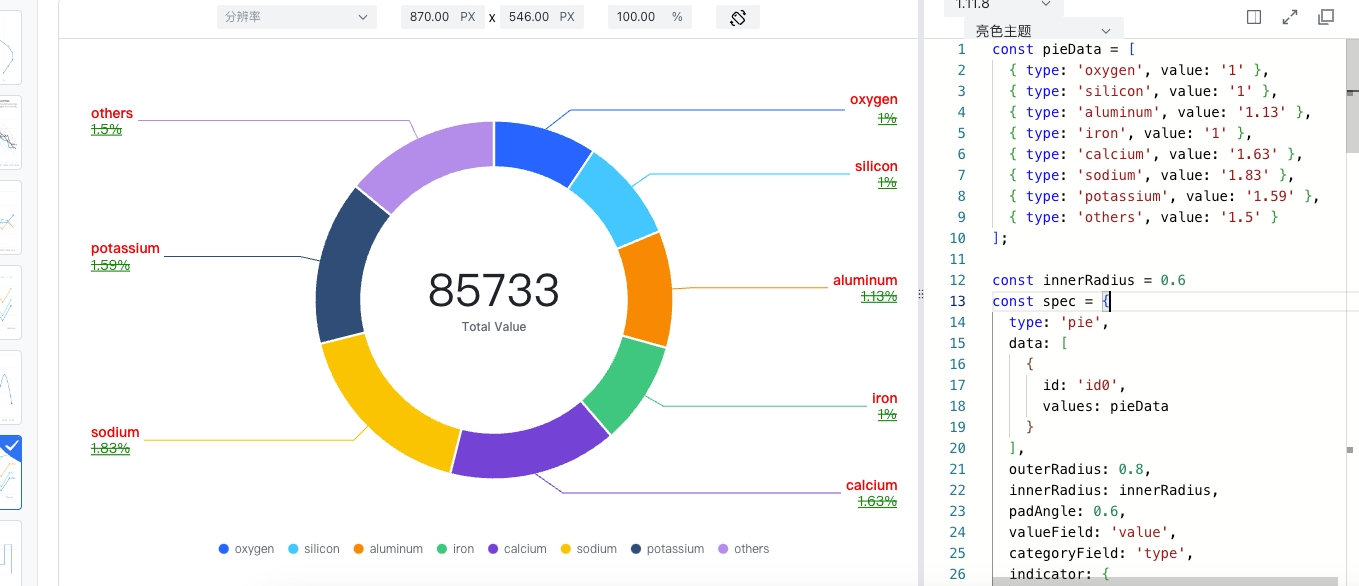 分辨率
870.00 PX x 546.00 PX
100.00 %
1.11.8
亮色主题
others
1.5%
oxygen
1%
silicon
1%
potassium
1.59%
aluminum
1.13%
85733
Total Value
iron
1%
sodium
1.83%
calcium
1.63%
oxygen silicon aluminum iron calcium sodium potassium others
1 const pieData = [
2 { type: 'oxygen', value: '1' },
3 { type: 'silicon', value: '1' },
4 { type: 'aluminum', value: '1.13' },
5 { type: 'iron', value: '1' },
6 { type: 'calcium', value: '1.63' },
7 { type: 'sodium', value: '1.83' },
8 { type: 'potassium', value: '1.59' },
9 { type: 'others', value: '1.5' }
10 ];
11
12 const innerRadius = 0.6
13 const spec = {
14 type: 'pie',
15 data: [
16 {
17 id: 'id0',
18 values: pieData
19 }
20 ],
21 outerRadius: 0.8,
22 innerRadius: innerRadius,
23 padAngle: 0.6,
24 valueField: 'value',
25 categoryField: 'type',
26 indicator: {